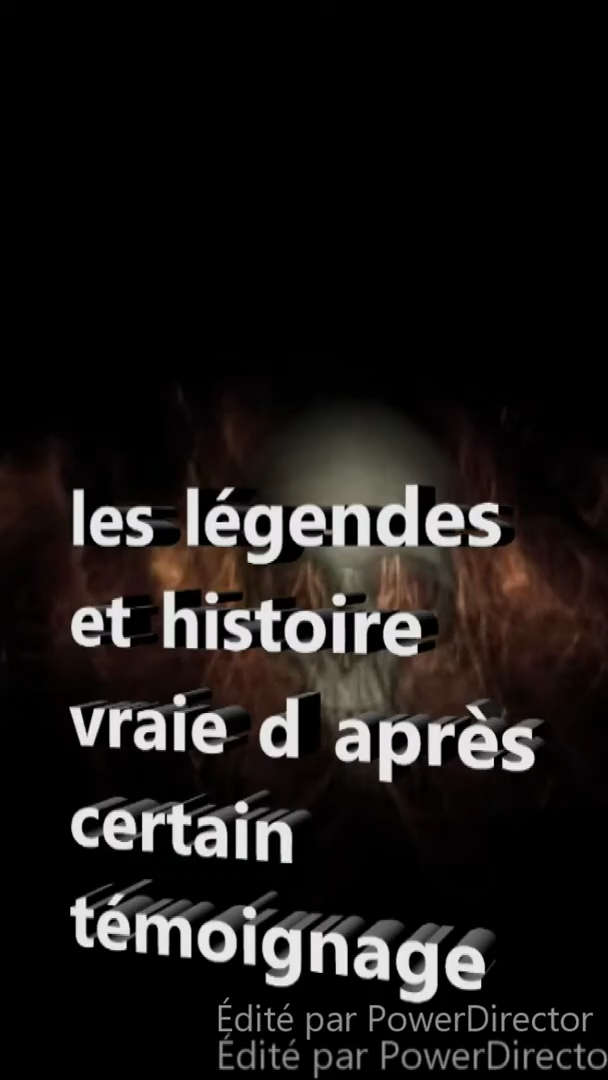 les légendes
et histoire
vraie d après
certain
témoignage
Édité par PowerDirector
Édité par PowerDirecto